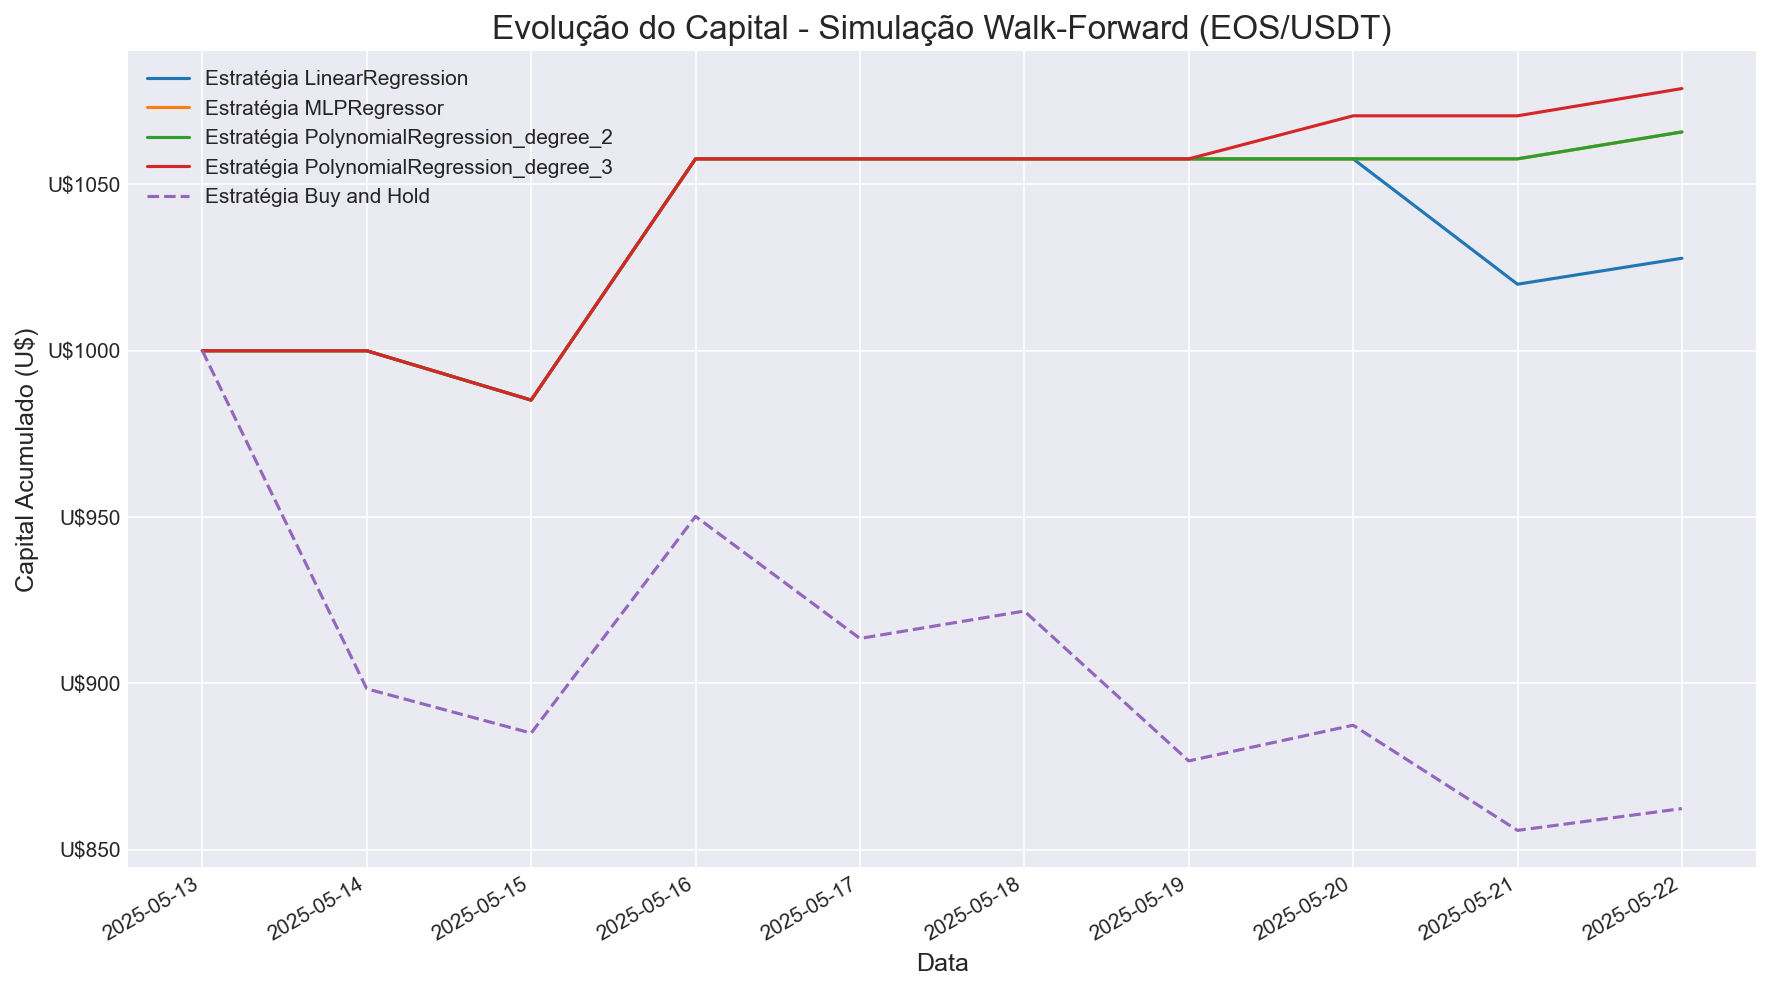 Evolução do Capital - Simulação Walk-Forward (EOS/USDT)
Estratégia LinearRegression
Estratégia MLPRegressor
Estratégia PolynomialRegression_degree_2
Estratégia PolynomialRegression_degree_3
Estratégia Buy and Hold
Capital Acumulado (U$)
U$1050
U$1000
U$950
U$900
U$850
2025-05-13
2025-05-14
2025-05-15
2025-05-16
2025-05-17
2025-05-18
2025-05-19
2025-05-20
2025-05-21
2025-05-22
Data